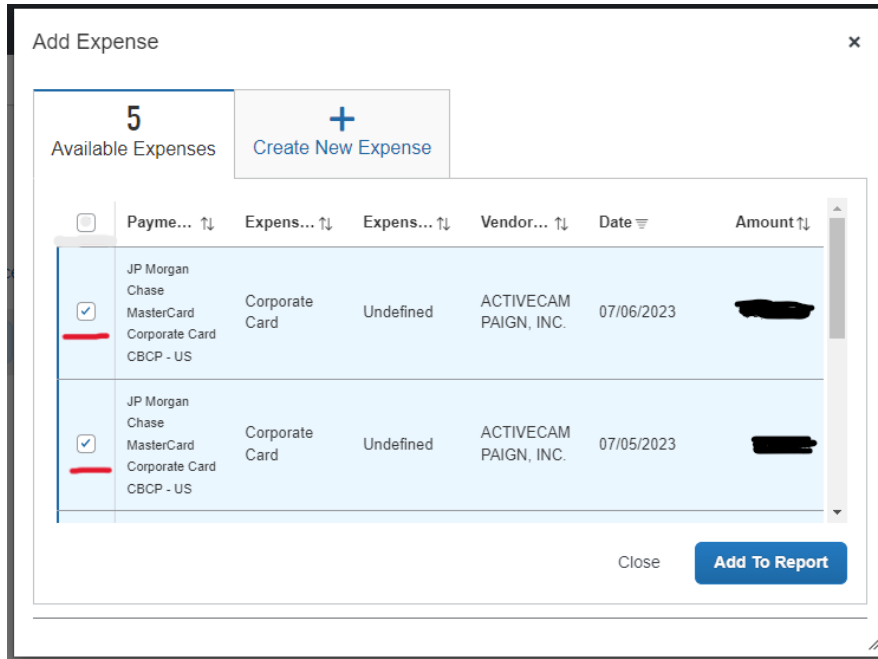 Add Expense
×
5
Available Expenses
+
Create New Expense
Payme... Expens... Expens... Vendor... Date Amount
JP Morgan
Chase
MasterCard
Corporate Card
CBCP - US
Corporate
Card
Undefined
ACTIVECAM
PAIGN, INC.
07/06/2023
JP Morgan
Chase
MasterCard
Corporate Card
CBCP - US
Corporate
Card
Undefined
ACTIVECAM
PAIGN, INC.
07/05/2023
Close
Add To Report